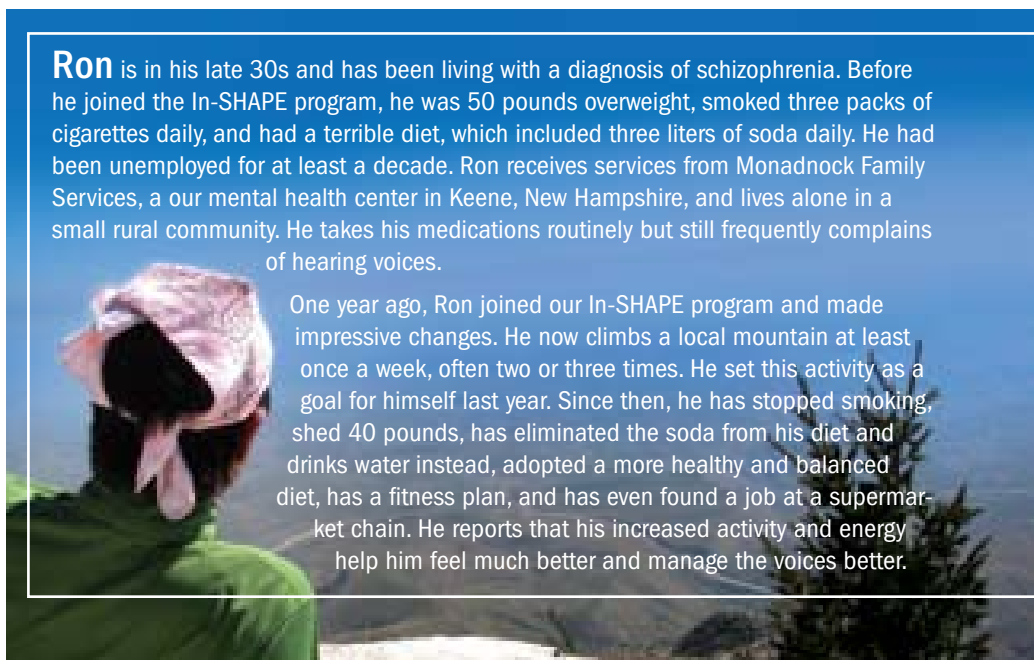 Ron is in his late 30s and has been living with a diagnosis of schizophrenia. Before
he joined the In-SHAPE program, he was 50 pounds overweight, smoked three packs of
cigarettes daily, and had a terrible diet, which included three liters of soda daily. He had
been unemployed for at least a decade. Ron receives services from Monadnock Family
Services, a our mental health center in Keene, New Hampshire, and lives alone in a
small rural community. He takes his medications routinely but still frequently complains
of hearing voices.
One year ago, Ron joined our In-SHAPE program and made
impressive changes. He now climbs a local mountain at least
once a week, often two or three times. He set this activity as a
goal for himself last year. Since then, he has stopped smoking,
shed 40 pounds, has eliminated the soda from his diet and
drinks water instead, adopted a more healthy and balanced
diet, has a fitness plan, and has even found a job at a supermar-
ket chain. He reports that his increased activity and energy
help him feel much better and manage the voices better.